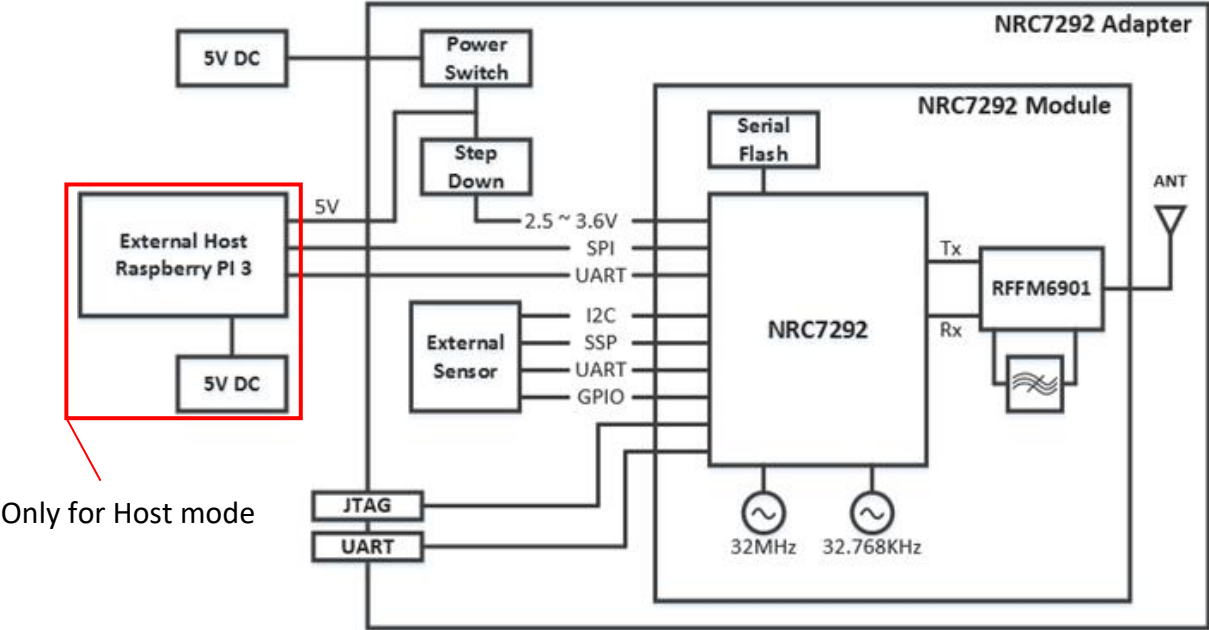 NRC7292 Adapter
5V DC
Power
Switch
NRC7292 Module
Serial
Flash
Step
Down
ANT
5V
2.5 ~ 3.6V
External Host
Raspberry PI 3
SPI
Tx
UART
RFFM6901
I2C
NRC7292
Rx
External
Sensor
SSP
UART
5V DC
GPIO
Only for Host mode
JTAG
UART
32MHz
32.768KHz